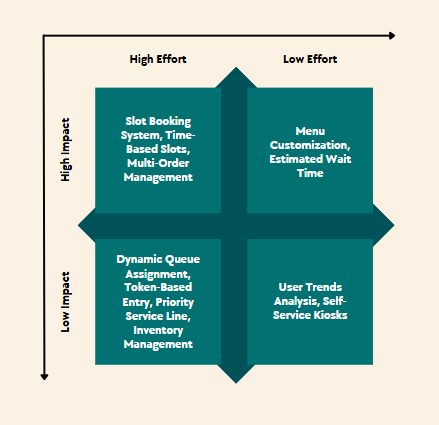 High Effort
Low Effort
High Impact
Slot Booking
System, Time-
Based Slots,
Multi-Order
Management
Menu
Customization,
Estimated Wait
Time
Low Impact
Dynamic Queue
Assignment,
Token-Based
Entry, Priority
Service Line,
Inventory
Management
User Trends
Analysis, Self-
Service Kiosks